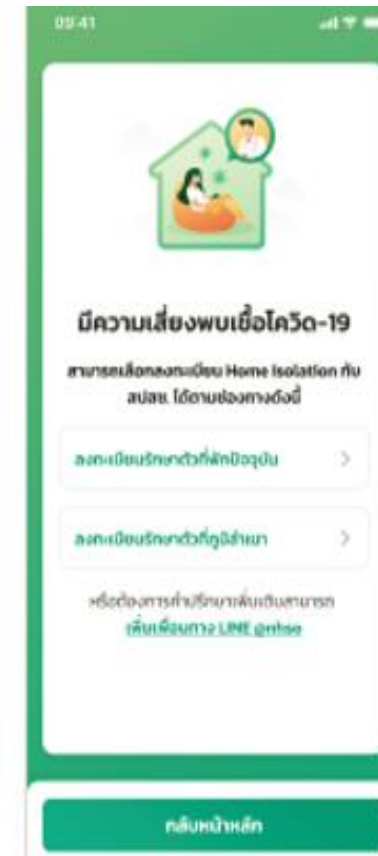 09:41
มีความเสี่ยงพบเชื้อโควิด-19
สามารถเลือกลงทะเบียน Home Isolation กับ
สปสช. ได้ตามช่องทางดังนี้
ลงทะเบียนรักษาตัวที่พักปัจจุบัน
ลงทะเบียนรักษาตัวที่ภูมิลำเนา
หรือต้องการคำปรึกษาเพิ่มเติมสามารถ
เพิ่มเพื่อนทาง LINE @nhso
กลับหน้าหลัก